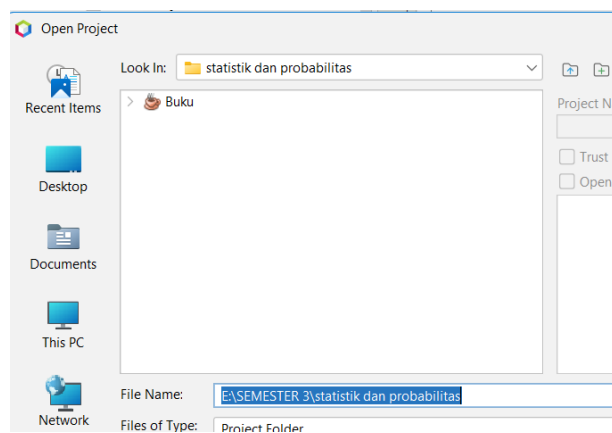 Open Project
Look In: statistik dan probabilitas
Recent Items
Buku
Project N
Trust
Open
Desktop
Documents
This PC
File Name: E:\SEMESTER 3\statistik dan probabilitas
Network
Files of Type: Project Folder